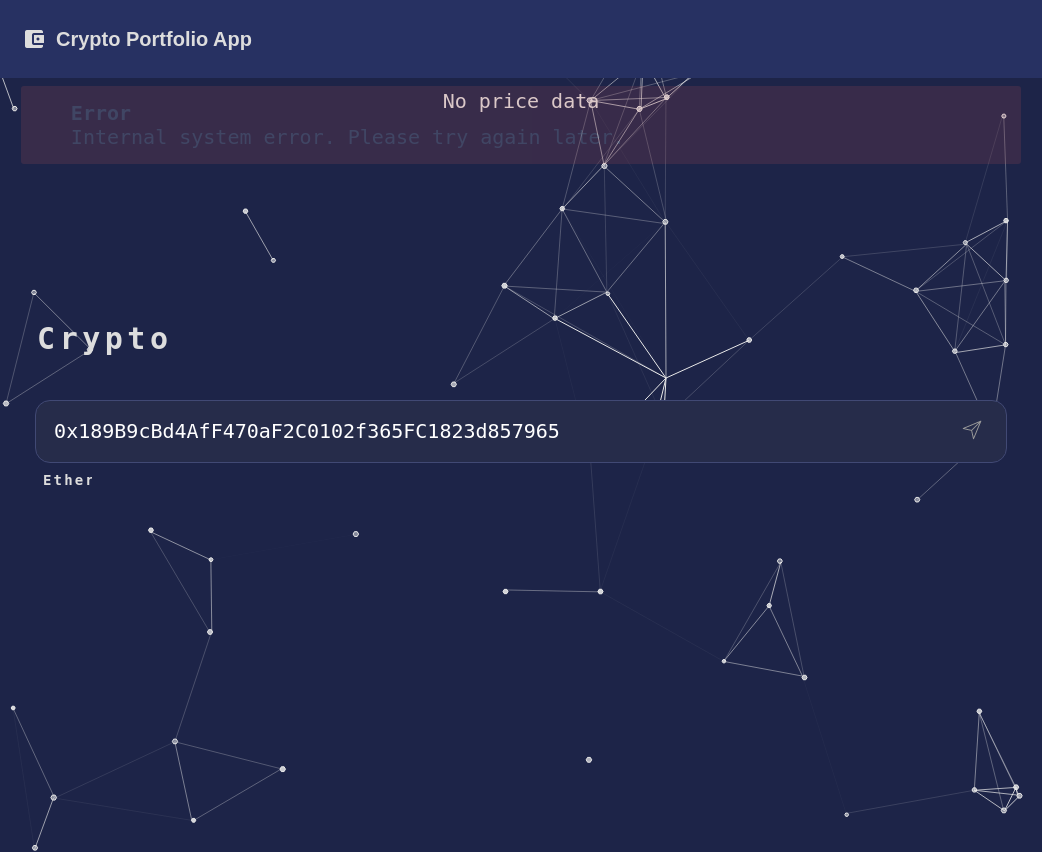 Crypto Portfolio App
No price data
Error
Internal system error. Please try again later
Crypto
0x189B9cBd4AfF470aF2C0102f365FC1823d857965
Ether